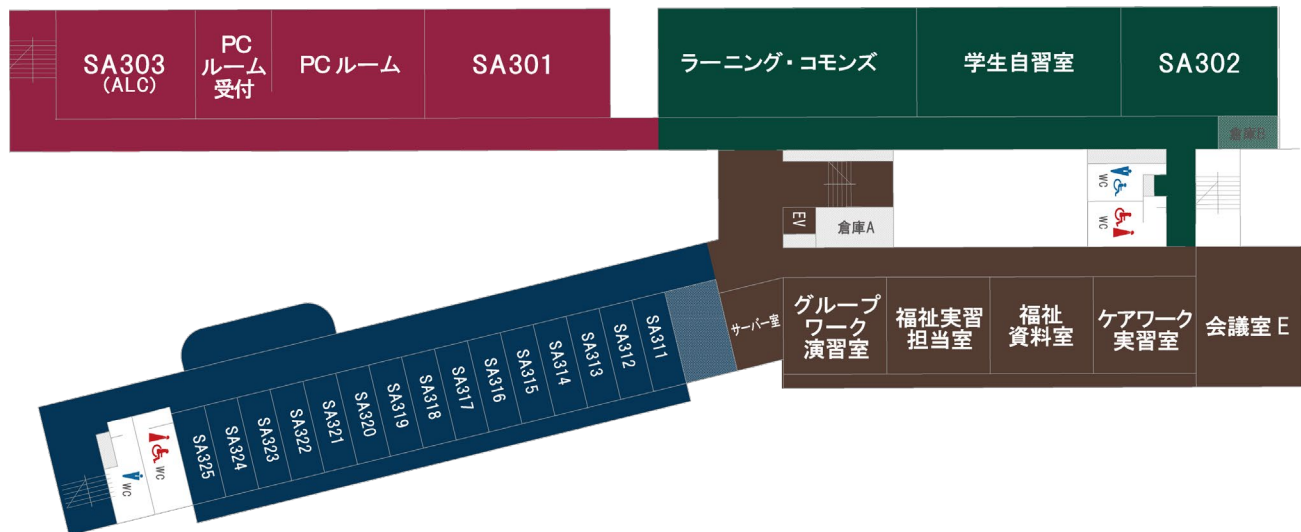 SA303
(ALC)
PC
ルーム
受付
PC ルーム
SA301
ラーニング・コモンズ
学生自習室
SA302
倉庫B
WC
WC
EV
倉庫A
サーバー室
グループ
ワーク
演習室
福祉実習
担当室
福祉
資料室
ケアワーク
実習室
会議室 E
SA311
SA312
SA313
SA314
SA315
SA316
SA317
SA318
SA319
SA320
SA321
SA322
SA323
SA324
SA325
WC
WC